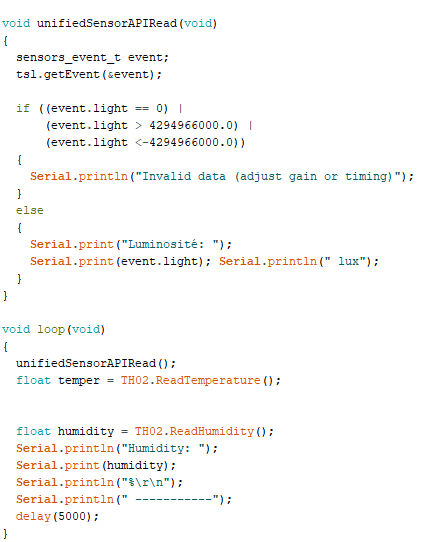 void unifiedSensorAPIRead(void)
{
  sensors_event_t event;
  tsl.getEvent(&event);

  if ((event.light == 0) |
      (event.light > 4294966000.0) |
      (event.light <-4294966000.0))
  {
    Serial.println("Invalid data (adjust gain or timing)");
  }
  else
  {
    Serial.print("Luminosité: ");
    Serial.print(event.light); Serial.println(" lux");
  }
}

void loop(void)
{
  unifiedSensorAPIRead();
  float temper = TH02.ReadTemperature();


  float humidity = TH02.ReadHumidity();
  Serial.println("Humidity: ");
  Serial.print(humidity);
  Serial.println("%\r\n");
  Serial.println(" -----------");
  delay(5000);
}